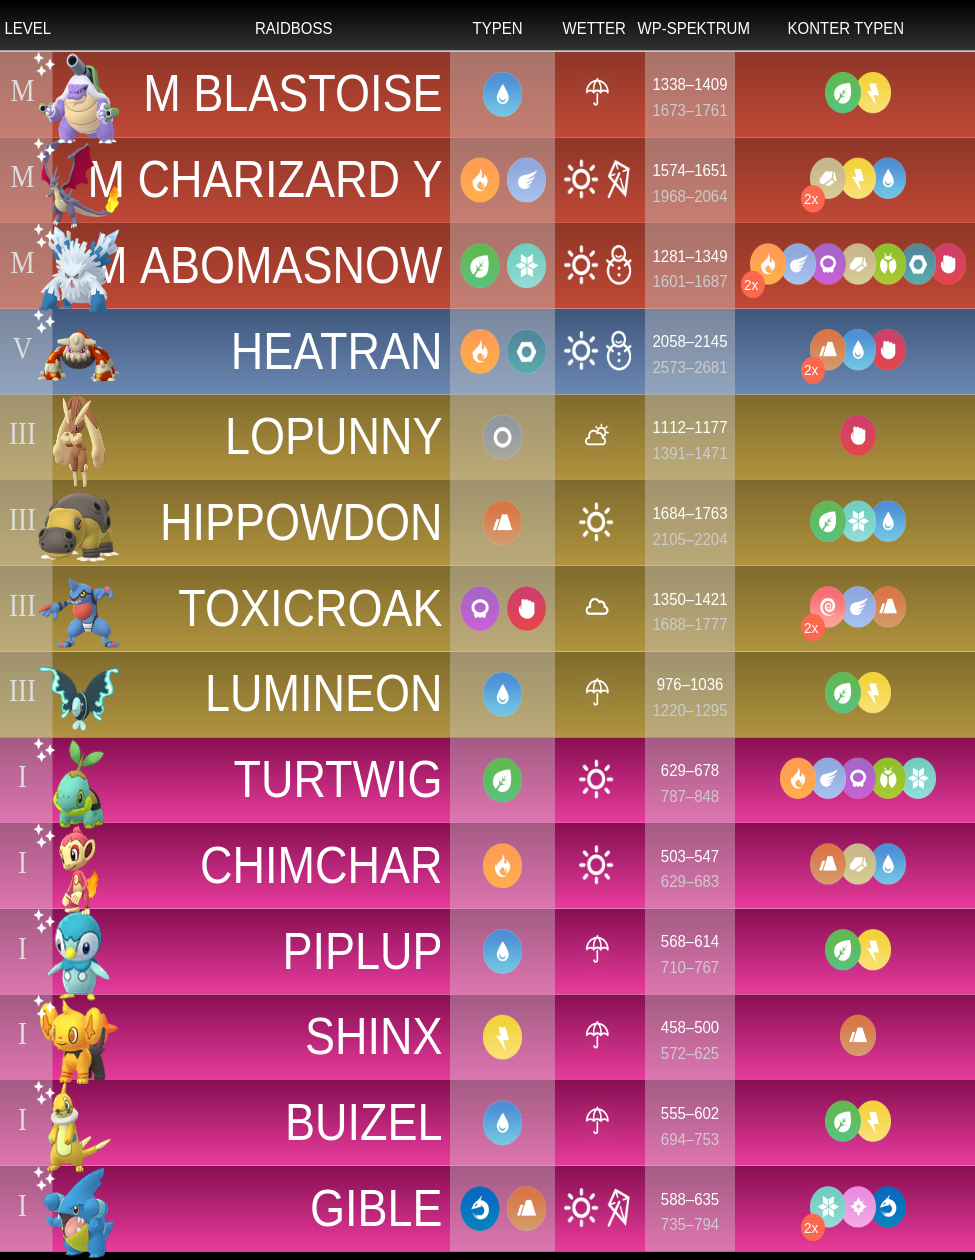 LEVEL RAIDBOSS TYPEN WETTER WP-SPEKTRUM KONTER TYPEN
M M BLASTOISE 1338–1409
1673–1761
M M CHARIZARD Y 1574–1651
1968–2064
2x
M M ABOMASNOW 1281–1349
1601–1687
2x
V HEATRAN 2058–2145
2573–2681
2x
III LOPUNNY 1112–1177
1391–1471
III HIPPOWDON 1684–1763
2105–2204
III TOXICROAK 1350–1421
1688–1777
2x
III LUMINEON 976–1036
1220–1295
I TURTWIG 629–678
787–848
I CHIMCHAR 503–547
629–683
I PIPLUP 568–614
710–767
I SHINX 458–500
572–625
I BUIZEL 555–602
694–753
I GIBLE 588–635
735–794
2x